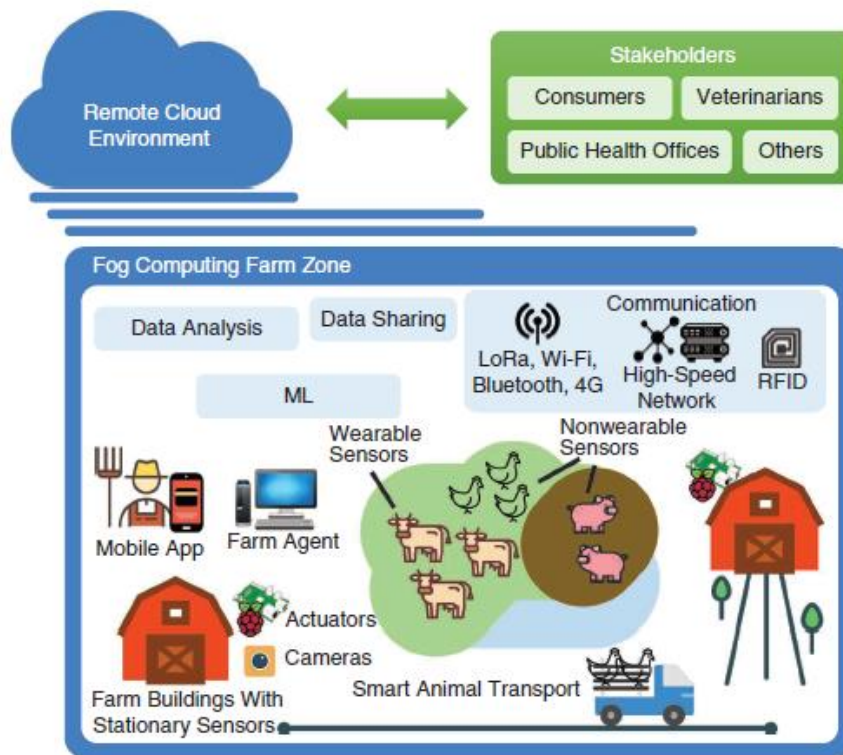 Remote Cloud
Environment
Stakeholders
Consumers
Veterinarians
Public Health Offices
Others
Fog Computing Farm Zone
Data Analysis
Data Sharing
Communication
LoRa, Wi-Fi,
Bluetooth, 4G
High-Speed
Network
RFID
ML
Wearable
Sensors
Nonwearable
Sensors
Mobile App
Farm Agent
Actuators
Cameras
Farm Buildings With
Stationary Sensors
Smart Animal Transport